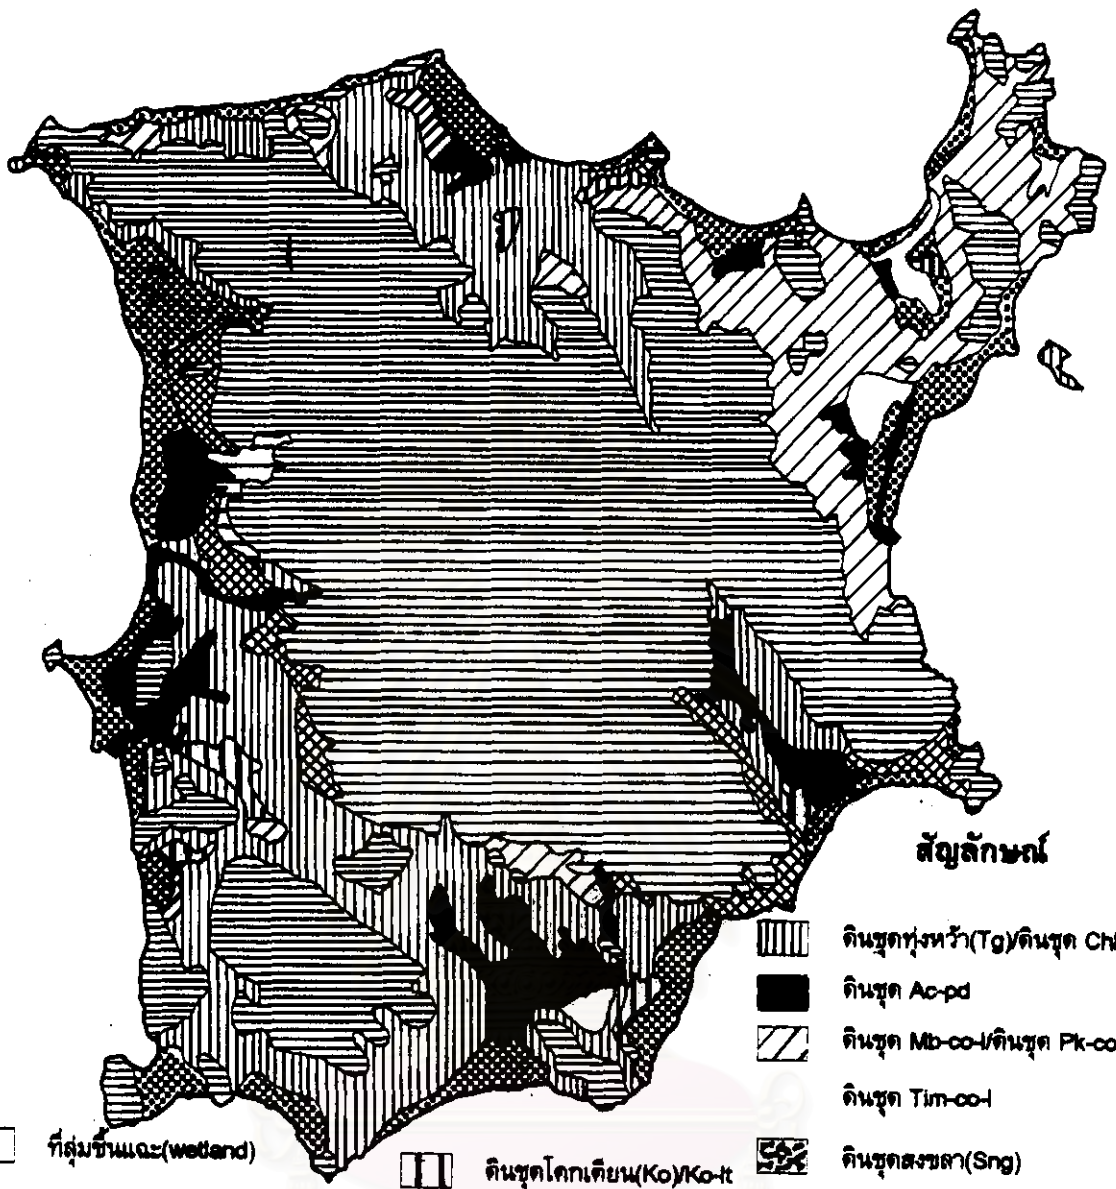 สัญลักษณ์
ดินชุดทุ่งหว้า(Tg)/ดินชุด Ch
ดินชุด Ac-pd
ดินชุด Mb-co-l/ดินชุด Pk-co
ดินชุด Tim-co-l
ดินชุดสงขลา(Sng)
ที่ลุ่มชื้นแฉะ(wetland)
ดินชุดโคกเคียน(Ko)/Ko-lt